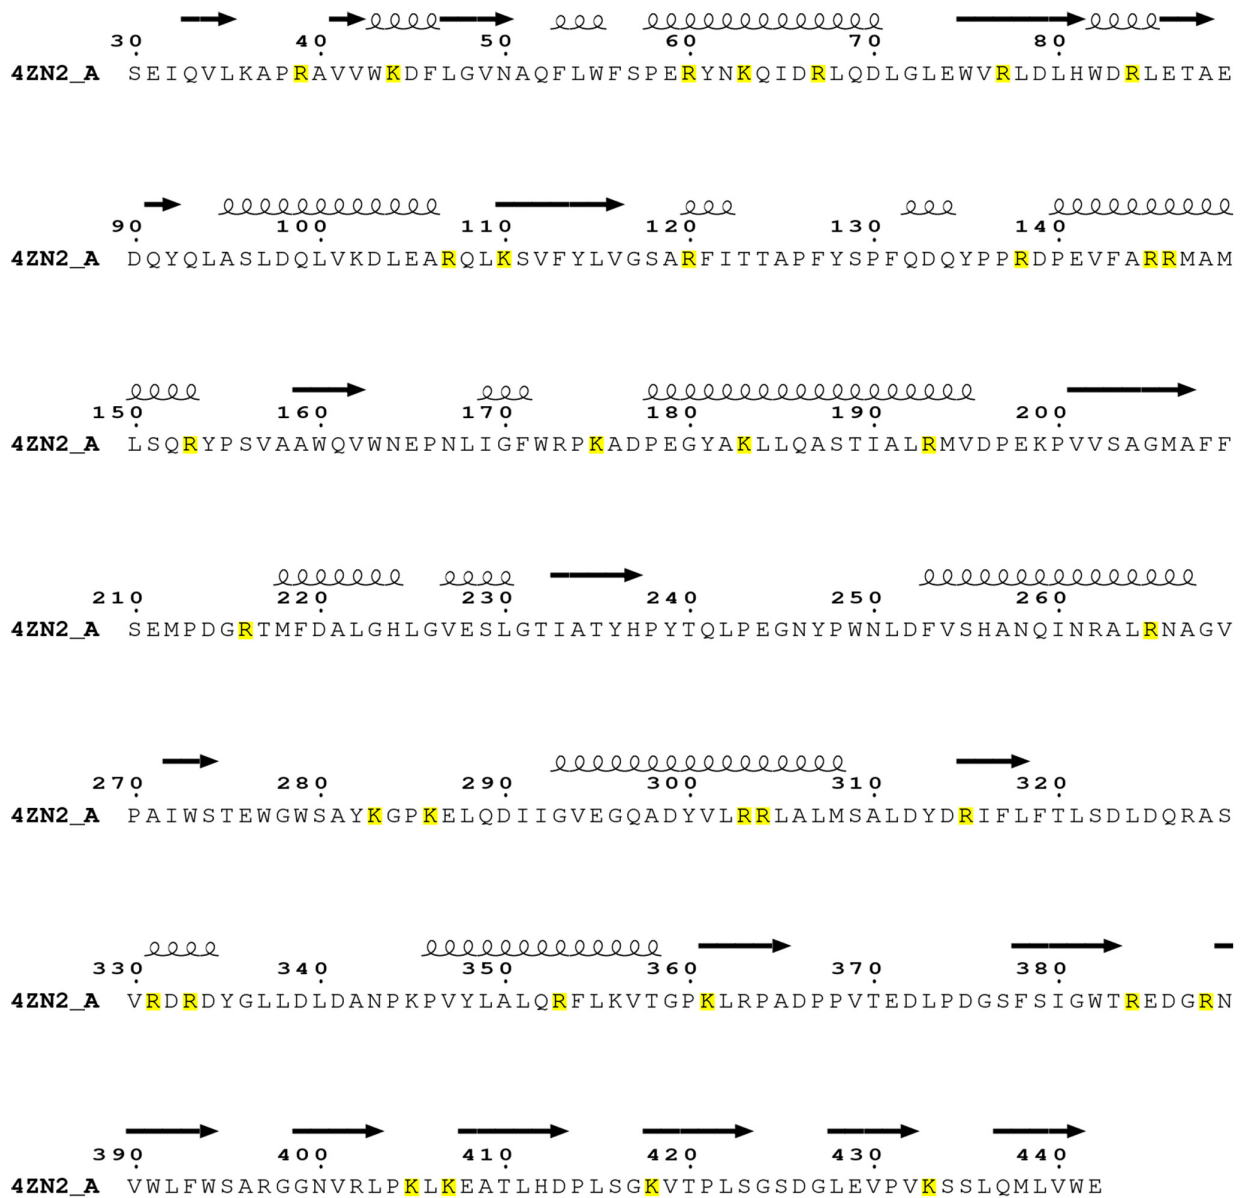 30 40 50 60 70 80
4ZN2_A SEIQVLKAPRAVVWKDFLGVNAQFLWFSPERYNKQIDRLQDLGLEWVRLDLHWDRLETAE
90 100 110 120 130 140
4ZN2_A DQYQLASLDQLVKDLEARQLKSVFYLVGSARFITTAPFYSPFQDQYPPRDPEVFARRMAM
150 160 170 180 190 200
4ZN2_A LSQRYPSVAAWQVWNEPNLIGFWRPKADPEGYAKLLQASTIALRMVDPEKPVVSAGMAFF
210 220 230 240 250 260
4ZN2_A SEMPDGRTMFDALGHLGVESLGTIATYHPYTQLPEGNYPWNLDFVSHANQINRALRNAGV
270 280 290 300 310 320
4ZN2_A PAIWSTEWGWSAYKGPKELQDIIGVEGQADYVLRRLALMSALDYDRIFLFTLSDLDQRAS
330 340 350 360 370 380
4ZN2_A VRDRDYGLLDLDANPKPVYLALQRFLKVTGPKLRPADPPVTEDLPDGSFSIGWTREDGRN
390 400 410 420 430 440
4ZN2_A VWLFWSARGGNVRLPKLKEATLHDPLSGKVTPLSGSDGLEVPVKSSLQMLVWE